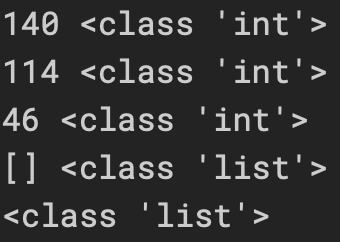 140 <class 'int'>
114 <class 'int'>
46 <class 'int'>
[] <class 'list'>
<class 'list'>